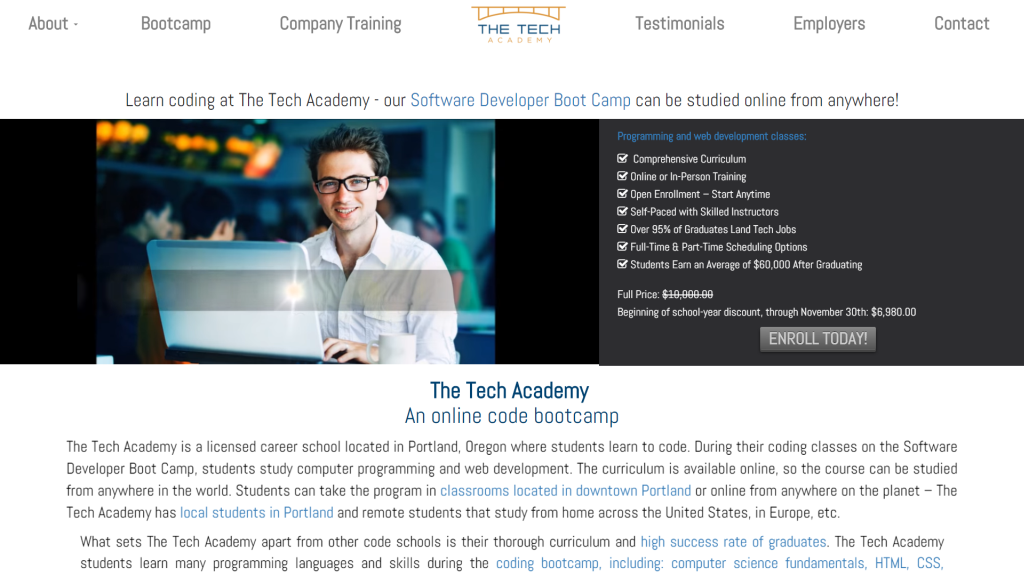 About
Bootcamp
Company Training
THE TECH
ACADEMY
Testimonials
Employers
Contact
Learn coding at The Tech Academy - our Software Developer Boot Camp can be studied online from anywhere!
Programming and web development classes:
Comprehensive Curriculum
Online or In-Person Training
Open Enrollment – Start Anytime
Self-Paced with Skilled Instructors
Over 95% of Graduates Land Tech Jobs
Full-Time & Part-Time Scheduling Options
Students Earn an Average of $60,000 After Graduating
Full Price: $10,000.00
Beginning of school-year discount, through November 30th: $6,980.00
ENROLL TODAY!
The Tech Academy
An online code bootcamp
The Tech Academy is a licensed career school located in Portland, Oregon where students learn to code. During their coding classes on the Software
Developer Boot Camp, students study computer programming and web development. The curriculum is available online, so the course can be studied
from anywhere in the world. Students can take the program in classrooms located in downtown Portland or online from anywhere on the planet – The
Tech Academy has local students in Portland and remote students that study from home across the United States, in Europe, etc.
What sets The Tech Academy apart from other code schools is their thorough curriculum and high success rate of graduates. The Tech Academy
students learn many programming languages and skills during the coding bootcamp, including: computer science fundamentals, HTML, CSS,